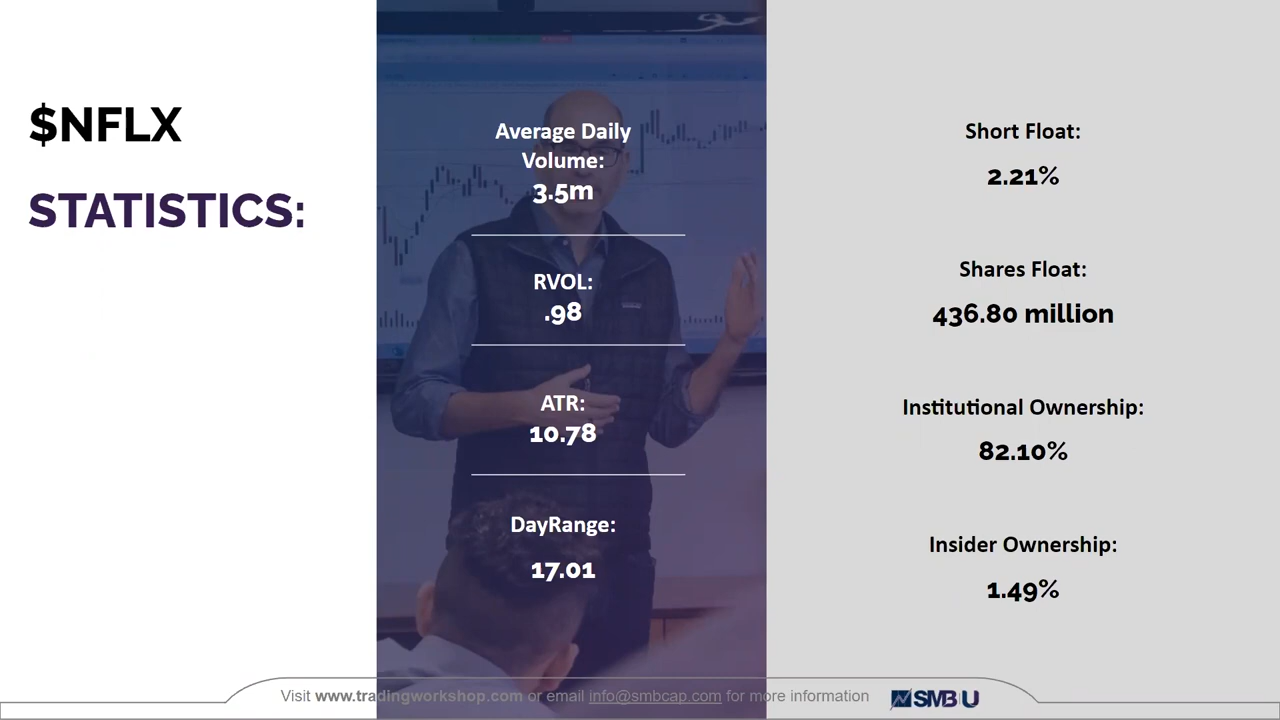 $NFLX
STATISTICS:
Average Daily
Volume:
3.5m
RVOL:
.98
ATR:
10.78
DayRange:
17.01
Short Float:
2.21%
Shares Float:
436.80 million
Institutional Ownership:
82.10%
Insider Ownership:
1.49%
Visit www.tradingworkshop.com or email info@smbcap.com for more information
SMB U